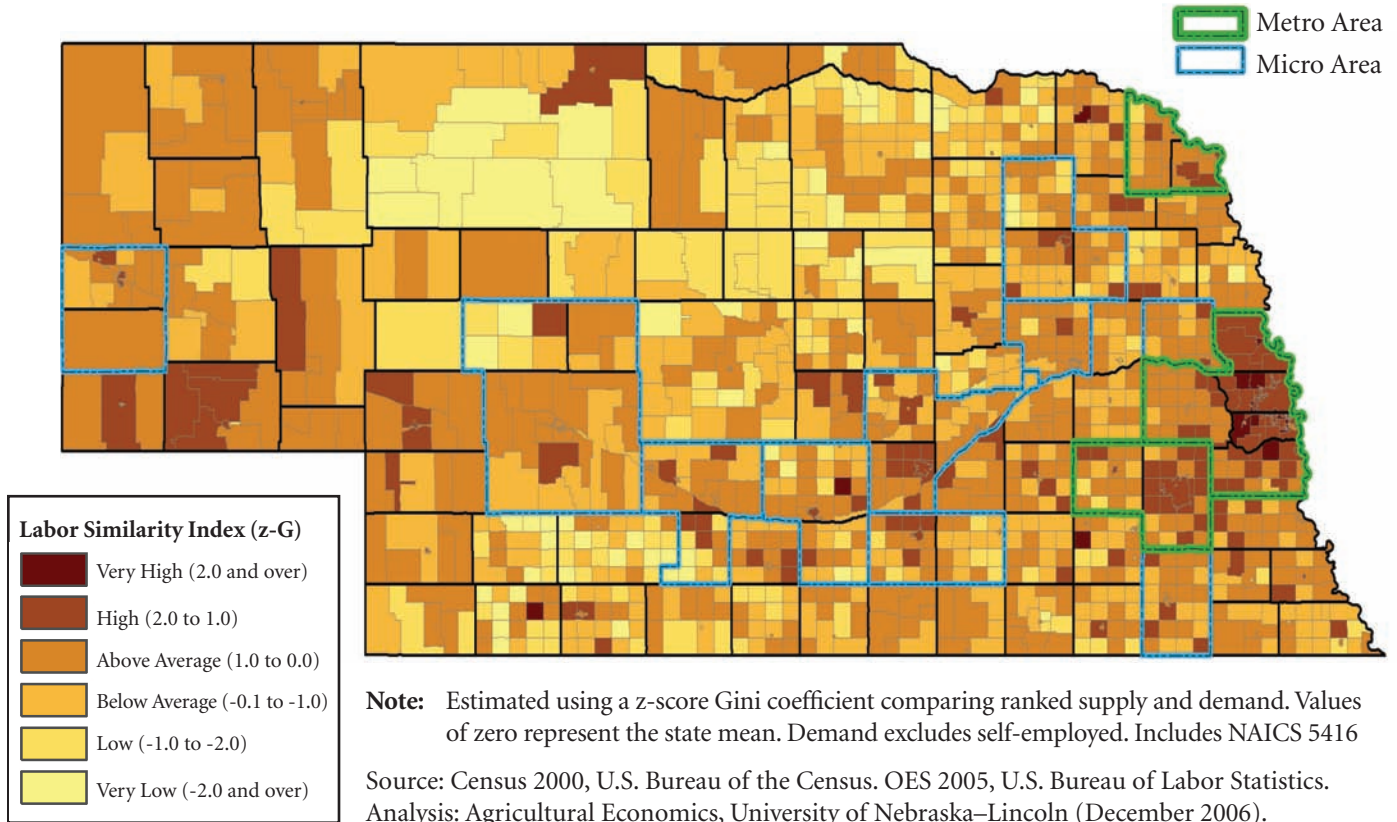 Metro Area
Micro Area
Labor Similarity Index (z-G)
Very High (2.0 and over)
High (2.0 to 1.0)
Above Average (1.0 to 0.0)
Below Average (-0.1 to -1.0)
Low (-1.0 to -2.0)
Very Low (-2.0 and over)
Note: Estimated using a z-score Gini coefficient comparing ranked supply and demand. Values
of zero represent the state mean. Demand excludes self-employed. Includes NAICS 5416
Source: Census 2000, U.S. Bureau of the Census. OES 2005, U.S. Bureau of Labor Statistics.
Analysis: Agricultural Economics, University of Nebraska–Lincoln (December 2006).